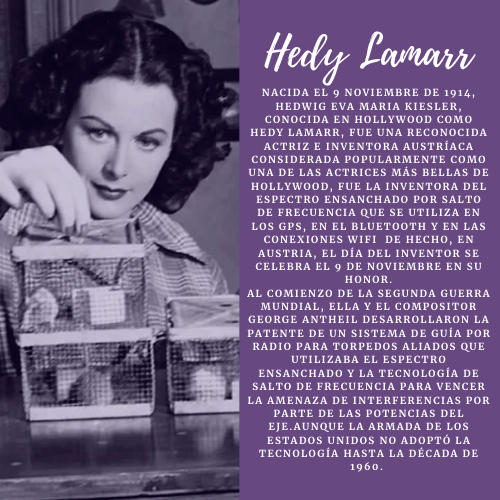 Hedy Lamarr
NACIDA EL 9 NOVIEMBRE DE 1914,
HEDWIG EVA MARIA KIESLER,
CONOCIDA EN HOLLYWOOD COMO
HEDY LAMARR, FUE UNA RECONOCIDA
ACTRIZ E INVENTORA AUSTRÍACA
CONSIDERADA POPULARMENTE COMO
UNA DE LAS ACTRICES MÁS BELLAS DE
HOLLYWOOD, FUE LA INVENTORA DEL
ESPECTRO ENSANCHADO POR SALTO
DE FRECUENCIA QUE SE UTILIZA EN
LOS GPS, EN EL BLUETOOTH Y EN LAS
CONEXIONES WIFI DE HECHO, EN
AUSTRIA, EL DÍA DEL INVENTOR SE
CELEBRA EL 9 DE NOVIEMBRE EN SU
HONOR.
AL COMIENZO DE LA SEGUNDA GUERRA
MUNDIAL, ELLA Y EL COMPOSITOR
GEORGE ANTHEIL DESARROLLARON LA
PATENTE DE UN SISTEMA DE GUÍA POR
RADIO PARA TORPEDOS ALIADOS QUE
UTILIZABA EL ESPECTRO
ENSANCHADO Y LA TECNOLOGÍA DE
SALTO DE FRECUENCIA PARA VENCER
LA AMENAZA DE INTERFERENCIAS POR
PARTE DE LAS POTENCIAS DEL
EJE.AUNQUE LA ARMADA DE LOS
ESTADOS UNIDOS NO ADOPTÓ LA
TECNOLOGÍA HASTA LA DÉCADA DE
1960.